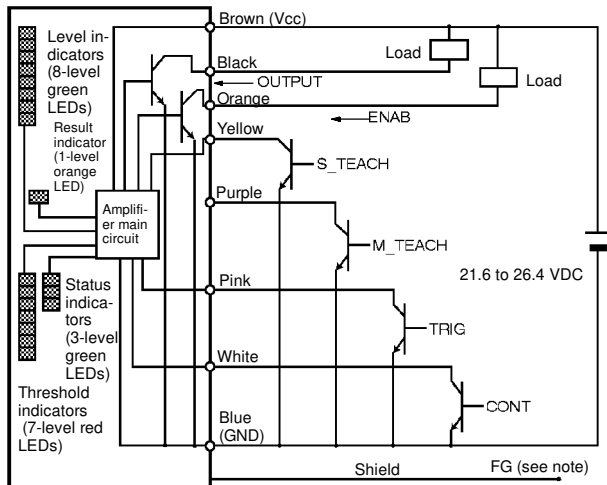 Brown (Vcc)
Level in-
dicators
(8-level
green
LEDs)
Load
Black
OUTPUT
Load
Orange
ENAB
Result
indicator
(1-level
orange
LED)
Yellow
S_TEACH
Amplifi-
er main
circuit
Purple
M_TEACH
21.6 to 26.4 VDC
Status
indica-
tors
(3-level
green
LEDs)
Pink
TRIG
White
Threshold
indicators
(7-level red
LEDs)
CONT
Blue
(GND)
Shield
FG (see note)